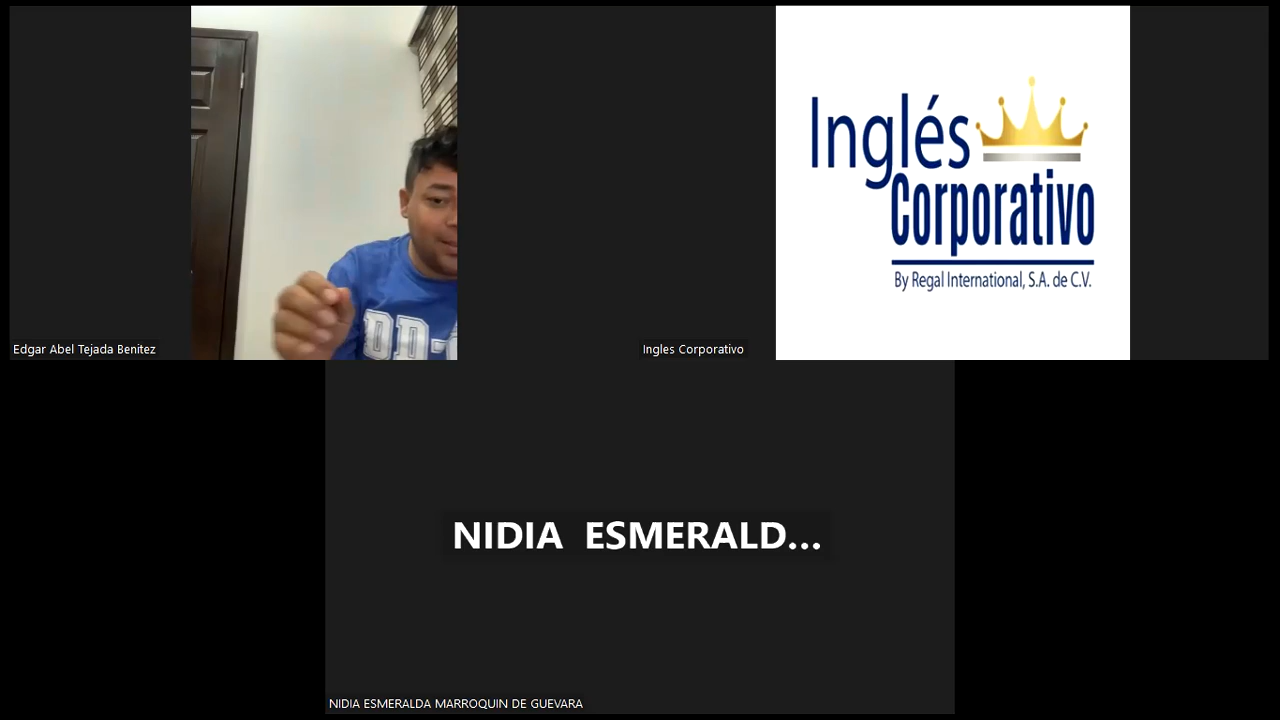 Inglés
Corporativo
By Regal International, S.A. de C.V.
Edgar Abel Tejada Benitez
Ingles Corporativo
NIDIA ESMERALD...
NIDIA ESMERALDA MARROQUIN DE GUEVARA